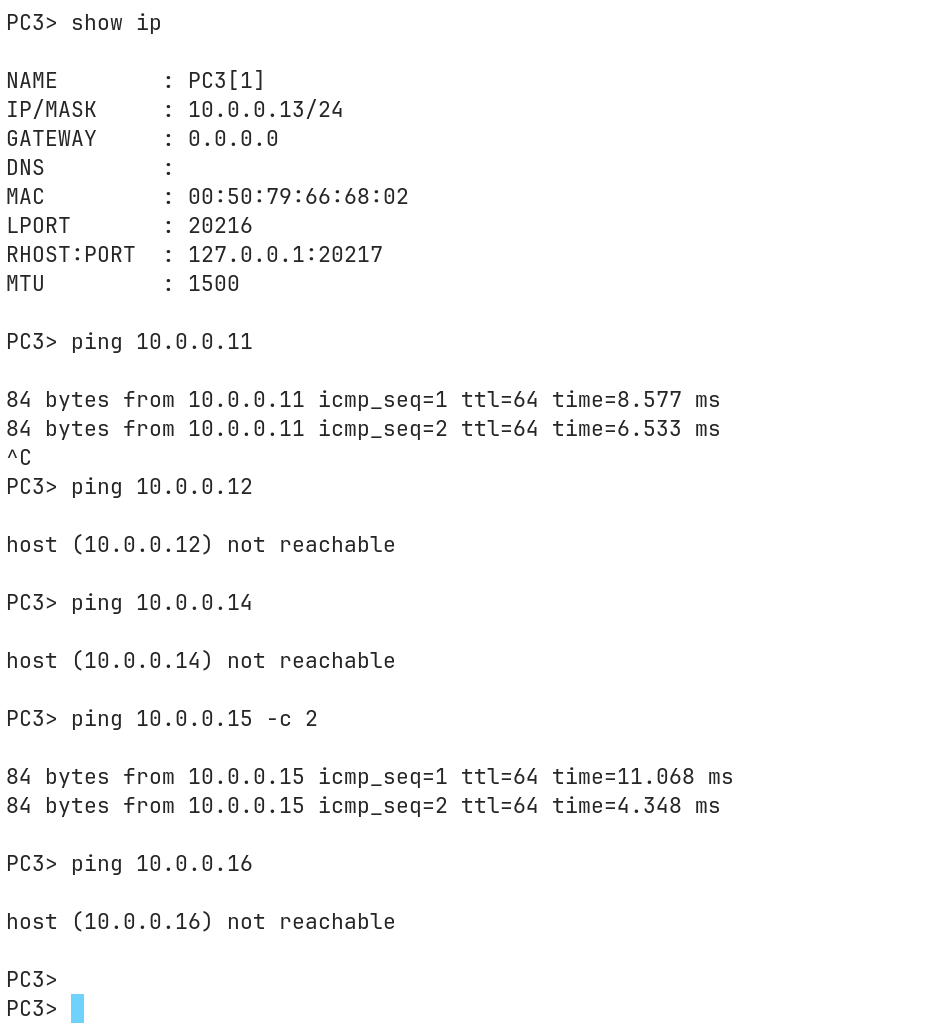 PC3> show ip
NAME        : PC3[1]
IP/MASK     : 10.0.0.13/24
GATEWAY     : 0.0.0.0
DNS         :
MAC         : 00:50:79:66:68:02
LPORT       : 20216
RHOST:PORT  : 127.0.0.1:20217
MTU         : 1500
PC3> ping 10.0.0.11
84 bytes from 10.0.0.11 icmp_seq=1 ttl=64 time=8.577 ms
84 bytes from 10.0.0.11 icmp_seq=2 ttl=64 time=6.533 ms
^C
PC3> ping 10.0.0.12
host (10.0.0.12) not reachable
PC3> ping 10.0.0.14
host (10.0.0.14) not reachable
PC3> ping 10.0.0.15 -c 2
84 bytes from 10.0.0.15 icmp_seq=1 ttl=64 time=11.068 ms
84 bytes from 10.0.0.15 icmp_seq=2 ttl=64 time=4.348 ms
PC3> ping 10.0.0.16
host (10.0.0.16) not reachable
PC3>
PC3>